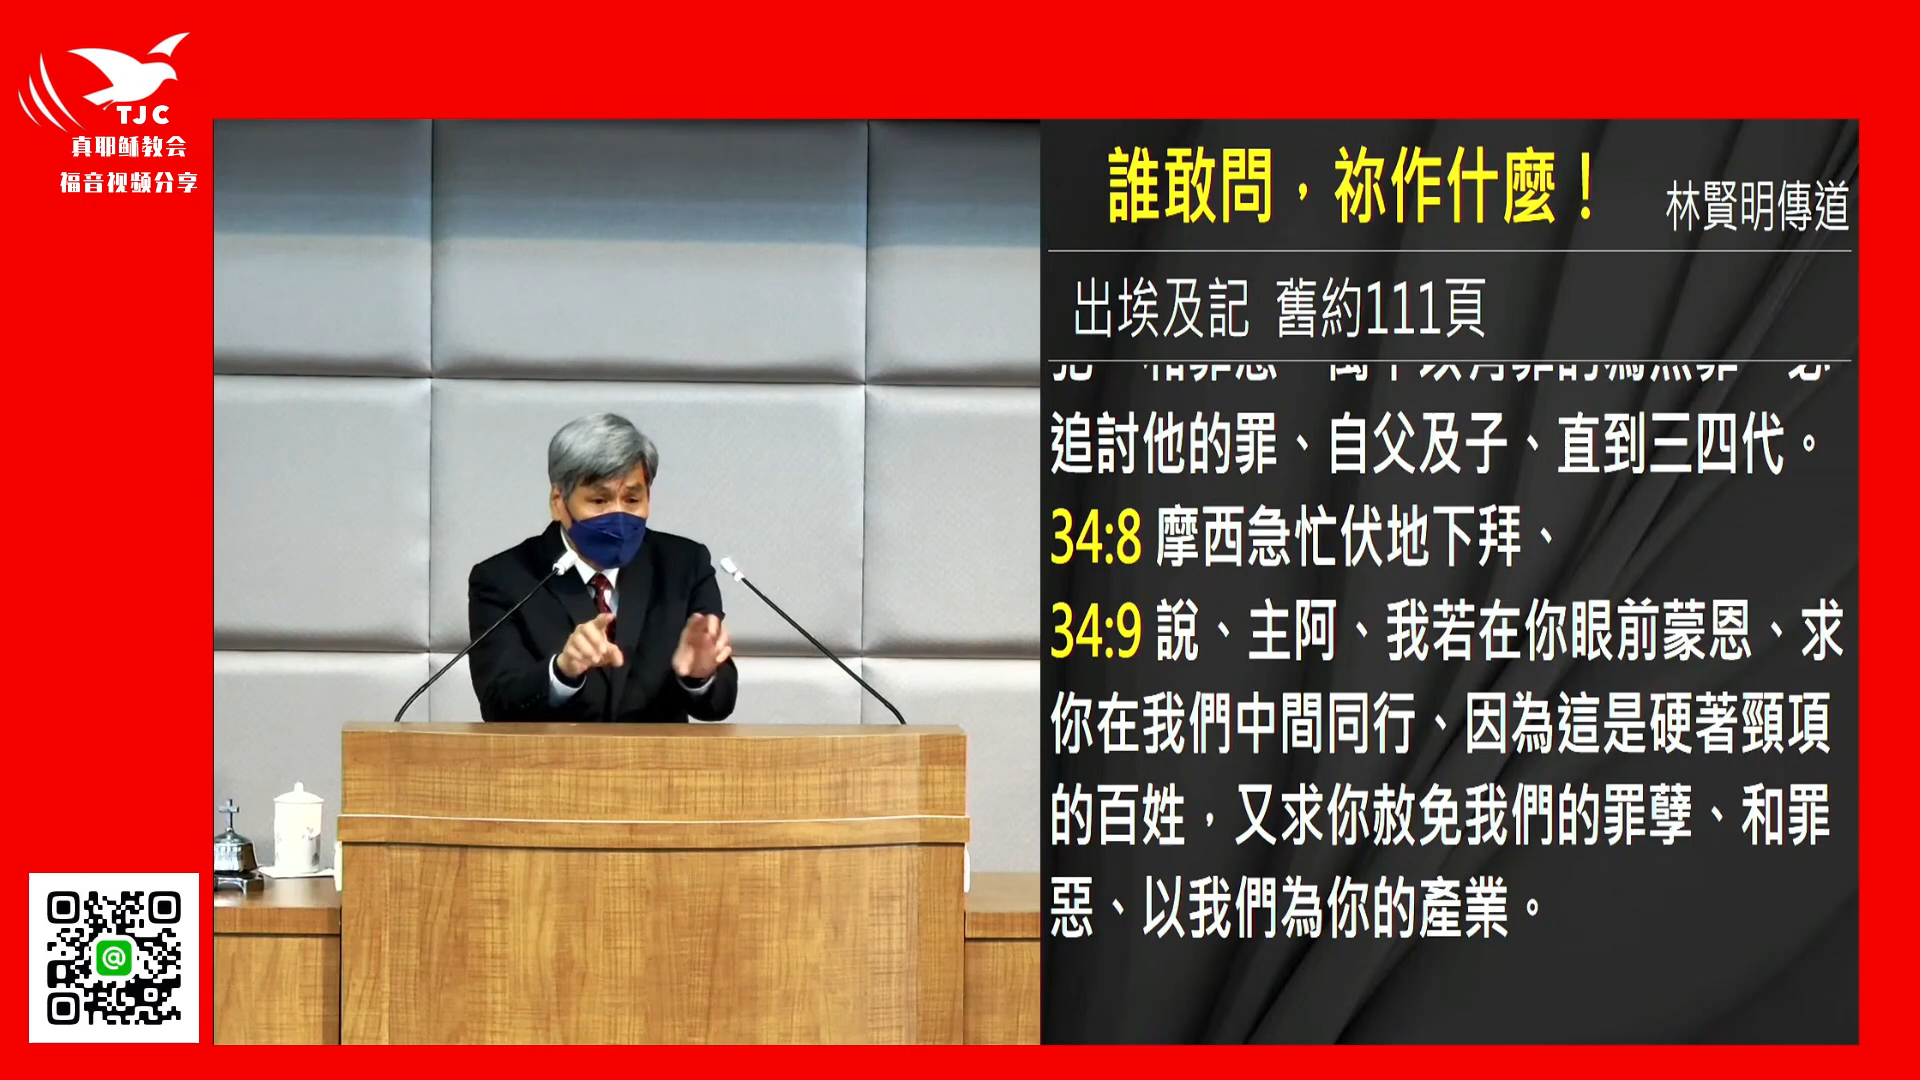 TJC
真耶稣教会
福音视频分享
誰敢問，祢作什麼！
林賢明傳道
出埃及記 舊約111頁
追討他的罪、自父及子、直到三四代。
34:8 摩西急忙伏地下拜、
34:9 說、主阿、我若在你眼前蒙恩、求
你在我們中間同行、因為這是硬著頸項
的百姓，又求你赦免我們的罪孽、和罪
惡、以我們為你的產業。
@